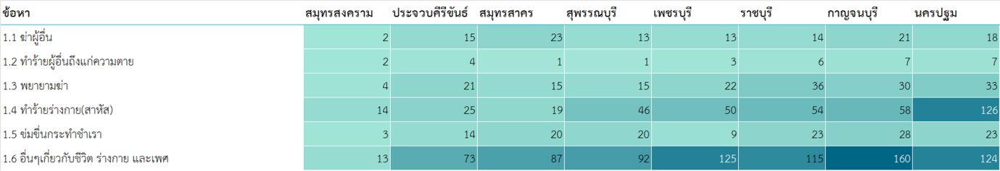 ข้อหา สมุทรสงคราม ประจวบคีรีขันธ์ สมุทรสาคร สุพรรณบุรี เพชรบุรี ราชบุรี กาญจนบุรี นครปฐม
1.1 ฆ่าผู้อื่น 2 15 23 13 13 14 21 18
1.2 ทำร้ายผู้อื่นถึงแก่ความตาย 2 4 1 1 3 6 7 7
1.3 พยายามฆ่า 4 21 15 15 22 36 30 33
1.4 ทำร้ายร่างกาย(สาหัส) 14 25 19 46 50 54 58 126
1.5 ข่มขื่นกระทำชำเรา 3 14 20 20 9 23 28 23
1.6 อื่นๆเกี่ยวกับชีวิต ร่างกาย และเพศ 13 73 87 92 125 115 160 124